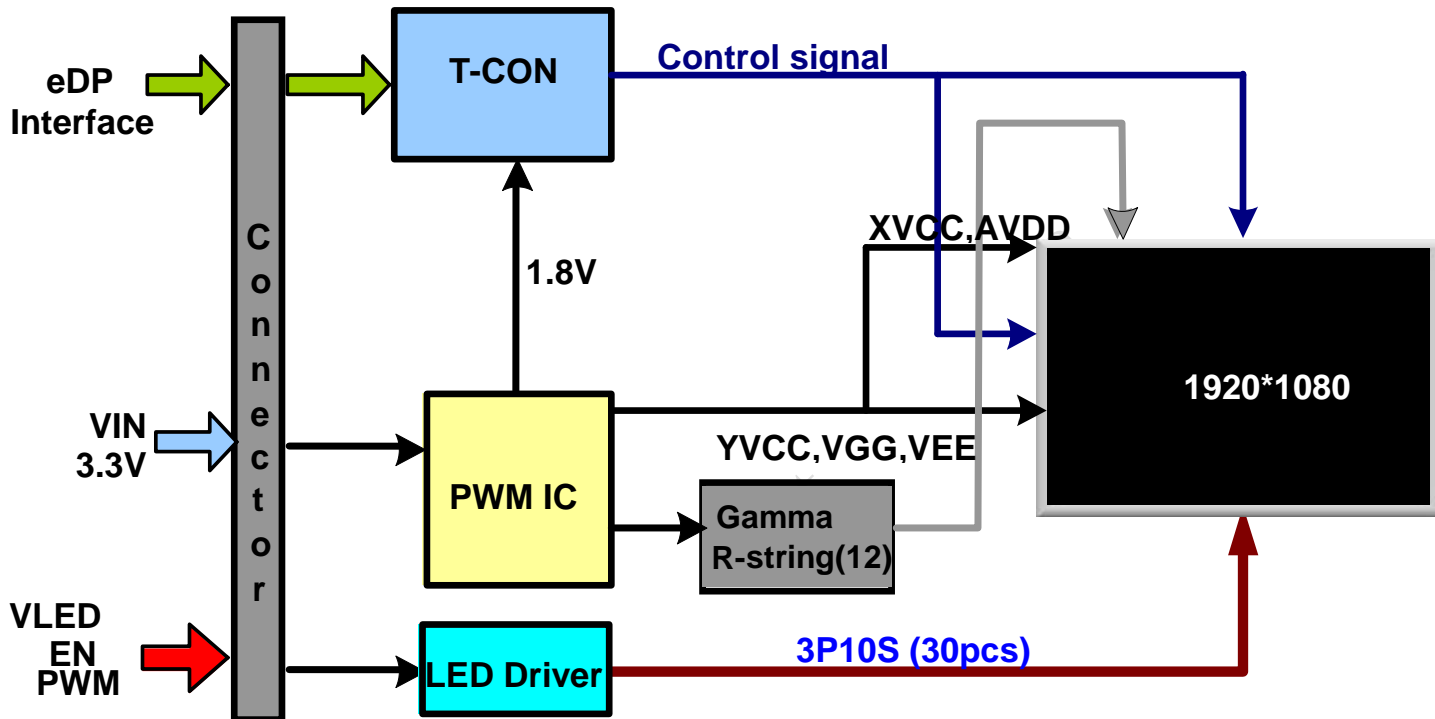 eDP
Interface
T-CON
Control signal
Connector
XVCC,AVDD
1.8V
1920*1080
VIN
3.3V
YVCC,VGG,VEE
PWM IC
Gamma
R-string(12)
VLED
EN
PWM
LED Driver
3P10S (30pcs)